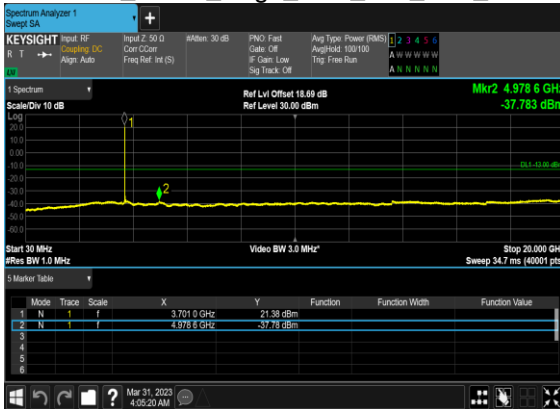 Spectrum Analyzer 1
Swept SA
KEYSIGHT Input: RF Input Z: 50 Ω #Atten: 30 dB PNO: Fast Avg Type: Power (RMS) 1 2 3 4 5 6
R T Coupling: DC Corr CCorr Gate: Off Avg|Hold: 100/100 A W W W W W
Align: Auto Freq Ref: Int (S) IF Gain: Low Trig: Free Run
LW Sig Track: Off A N N N N N
1 Spectrum Ref Lvl Offset 18.69 dB Mkr2 4.978 6 GHz
Scale/Div 10 dB Ref Level 30.00 dBm -37.783 dBm
Log
20.0
10.0
0.00
-10.0
-20.0
-30.0
-40.0
-50.0
-60.0
1
2
DL1 -13.00 dBm
Start 30 MHz Video BW 3.0 MHz* Stop 20.000 GHz
#Res BW 1.0 MHz Sweep 34.7 ms (40001 pts)
5 Marker Table
Mode Trace Scale X Y Function Function Width Function Value
1 N 1 f 3.701 0 GHz 21.38 dBm
2 N 1 f 4.978 6 GHz -37.78 dBm
3
4
5
6
? Mar 31, 2023
4:05:20 AM